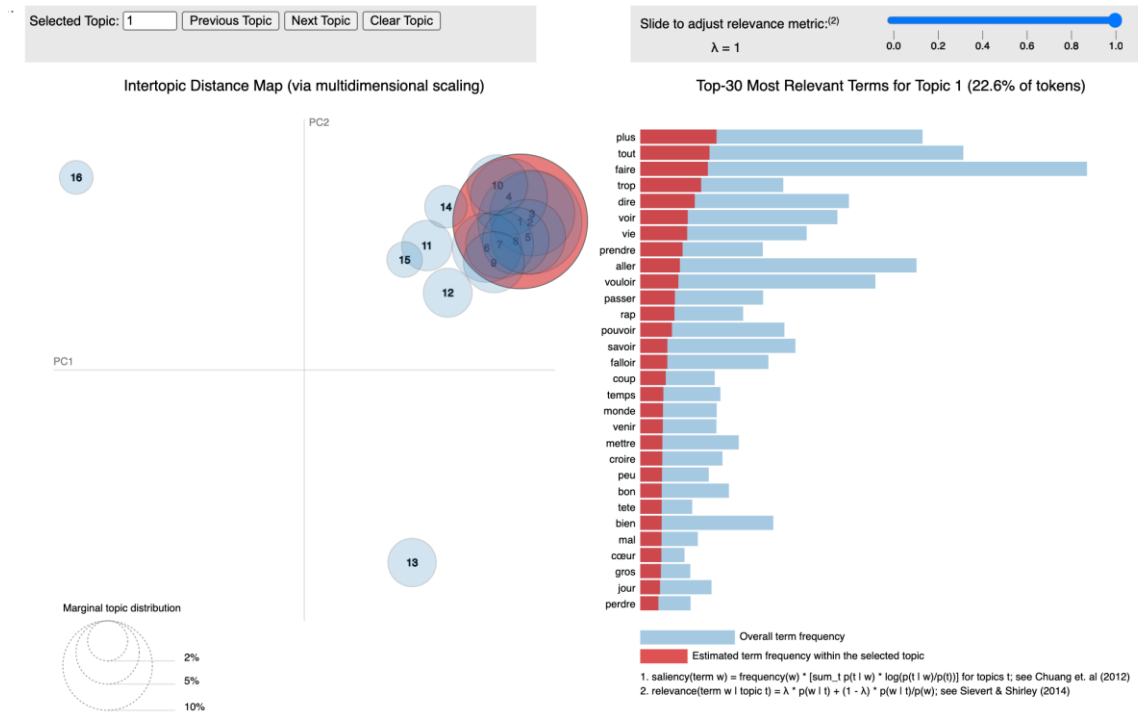 Selected Topic: 1 Previous Topic Next Topic Clear Topic
Slide to adjust relevance metric:(2)
λ = 1
0.0 0.2 0.4 0.6 0.8 1.0
Intertopic Distance Map (via multidimensional scaling)
PC2
PC1
16
14
11
15
12
10
4
3
1
2
5
8
7
6
9
13
Marginal topic distribution
2%
5%
10%
Top-30 Most Relevant Terms for Topic 1 (22.6% of tokens)
plus
tout
faire
trop
dire
voir
vie
prendre
aller
vouloir
passer
rap
pouvoir
savoir
falloir
coup
temps
monde
venir
mettre
croire
peu
bon
tete
bien
mal
cœur
gros
jour
perdre
Overall term frequency
Estimated term frequency within the selected topic
1. saliency(term w) = frequency(w) * [sum_t p(t | w) * log(p(t | w)/p(t))] for topics t; see Chuang et. al (2012)
2. relevance(term w | topic t) = λ * p(w | t) + (1 - λ) * p(w | t)/p(w); see Sievert & Shirley (2014)